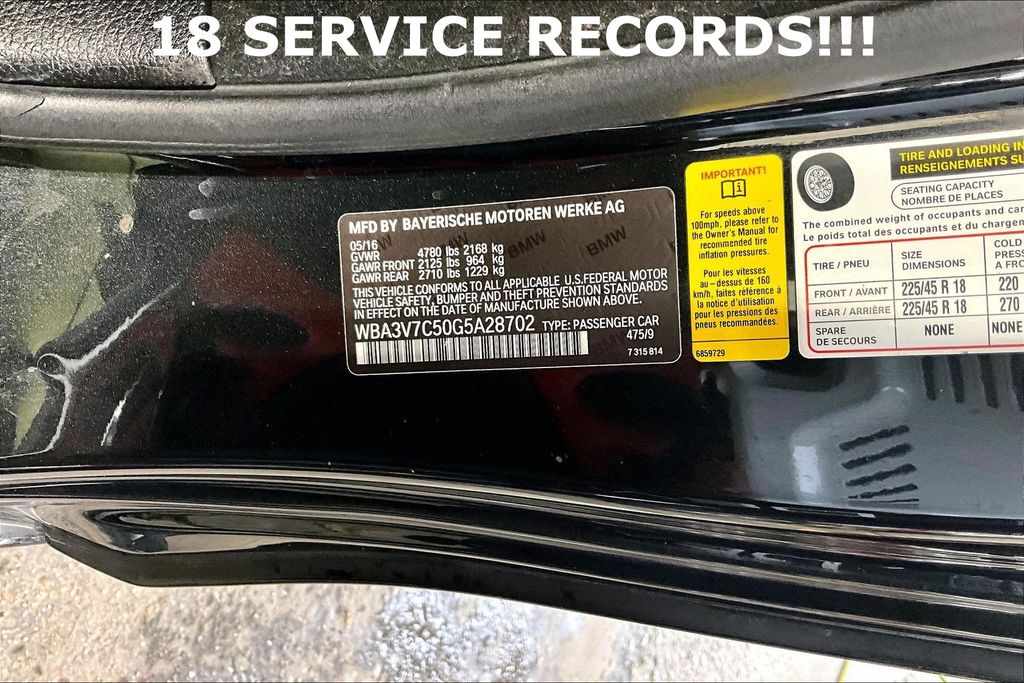 18 SERVICE RECORDS!!!
MFD BY BAYERISCHE MOTOREN WERKE AG
05/16
GVWR 4780 lbs 2168 kg
GAWR FRONT 2125 lbs 964 kg
GAWR REAR 2710 lbs 1229 kg
THIS VEHICLE CONFORMS TO ALL APPLICABLE U.S.FEDERAL MOTOR
VEHICLE SAFETY, BUMPER AND THEFT PREVENTION STANDARDS
IN EFFECT ON THE DATE OF MANUFACTURE SHOWN ABOVE.
WBA3V7C50G5A28702 TYPE: PASSENGER CAR
475/9
7 315 814
BMW
BMW
IMPORTANT!
For speeds above
100mph, please refer to
the Owner's Manual for
recommended tire
inflation pressures.
Pour les vitesses
au-dessus de 160
km/h, faites référence à
la notice d'utilisation
pour les pressions des
pneus recommandées.
6859729
TIRE AND LOADING IN
RENSEIGNEMENTS SU
SEATING CAPACITY
NOMBRE DE PLACES
The combined weight of occupants and car
Le poids total des occupants et du chargem
TIRE / PNEU SIZE DIMENSIONS COLD PRESS A FRO
FRONT / AVANT 225/45 R 18 220
REAR / ARRIÈRE 225/45 R 18 270
SPARE DE SECOURS NONE NONE